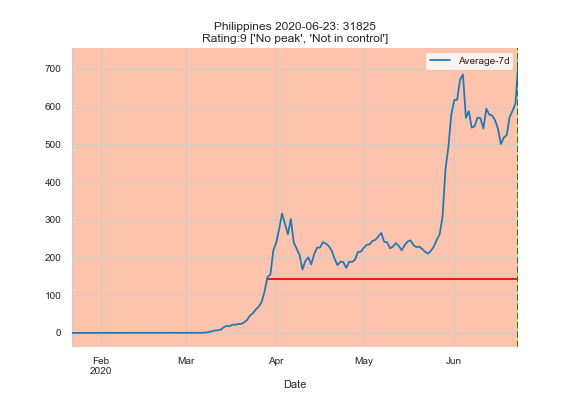 Philippines 2020-06-23: 31825
Rating:9 ['No peak', 'Not in control']
Average-7d
700
600
500
400
300
200
100
0
Feb
2020
Mar
Apr
May
Jun
Date